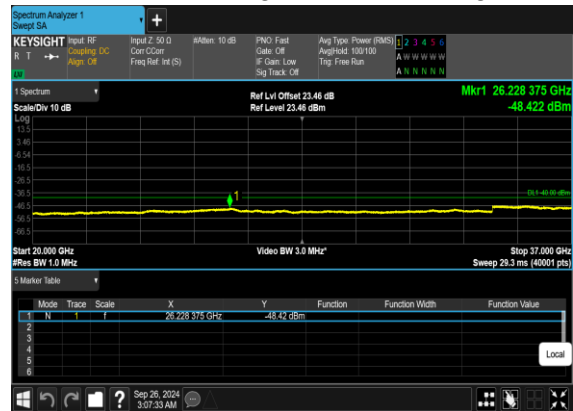 Spectrum Analyzer 1
Swept SA
+
KEYSIGHT Input: RF Input Z: 50 Ω #Atten: 10 dB PNO: Fast Avg Type: Power (RMS) 1 2 3 4 5 6
R T Coupling: DC Corr CCorr Gate: Off Avg|Hold: 100/100 A W W W W W
Align: Off Freq Ref: Int (S) IF Gain: Low Trig: Free Run
LXI Sig Track: Off A N N N N N
1 Spectrum Ref Lvl Offset 23.46 dB Mkr1 26.228 375 GHz
Scale/Div 10 dB Ref Level 23.46 dBm -48.422 dBm
Log
13.5
3.46
-6.54
-16.5
-26.5
-36.5 1 DL1 -40.00 dBm
-46.5
-56.5
-66.5
Start 20.000 GHz Video BW 3.0 MHz* Stop 37.000 GHz
#Res BW 1.0 MHz Sweep 29.3 ms (40001 pts)
5 Marker Table
Mode Trace Scale X Y Function Function Width Function Value
1 N 1 f 26.228 375 GHz -48.42 dBm
2
3
4
5
6
Local
? Sep 26, 2024
3:07:33 AM